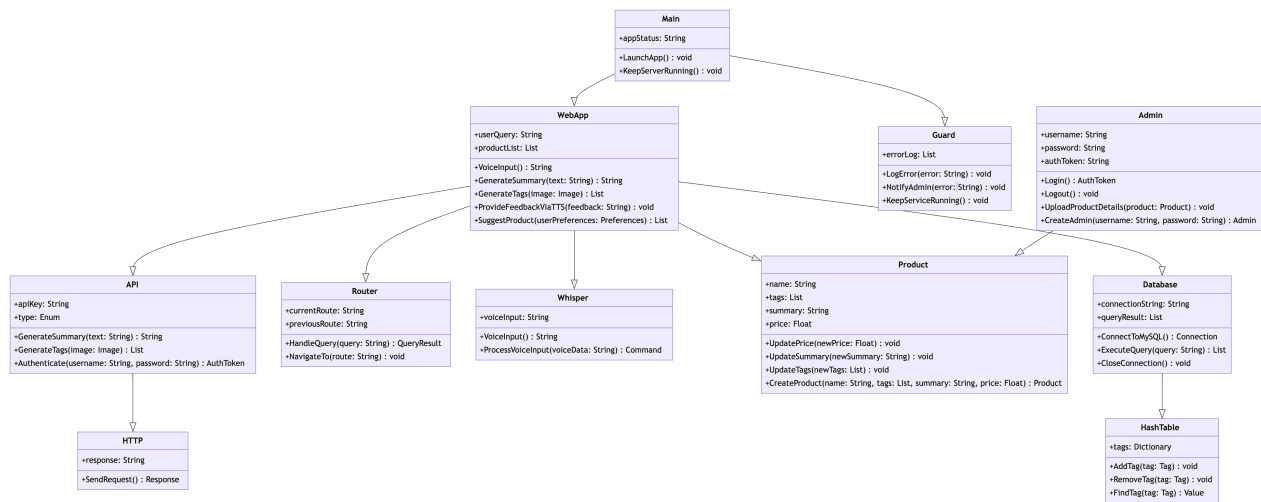 Main
+appStatus: String
+LaunchApp() : void
+KeepServerRunning() : void
WebApp
+userQuery: String
+productList: List
+VoiceInput() : String
+GenerateSummary(text: String) : String
+GenerateTags(image: Image) : List
+ProvideFeedbackViaTTS(feedback: String) : void
+SuggestProduct(userPreferences: Preferences) : List
Guard
+errorLog: List
+LogError(error: String) : void
+NotifyAdmin(error: String) : void
+KeepServiceRunning() : void
Admin
+username: String
+password: String
+authToken: String
+Login() : AuthToken
+Logout() : void
+UploadProductDetails(product: Product) : void
+CreateAdmin(username: String, password: String) : Admin
API
+apiKey: String
+type: Enum
+GenerateSummary(text: String) : String
+GenerateTags(image: Image) : List
+Authenticate(username: String, password: String) : AuthToken
Router
+currentRoute: String
+previousRoute: String
+HandleQuery(query: String) : QueryResult
+NavigateTo(route: String) : void
Whisper
+voiceInput: String
+VoiceInput() : String
+ProcessVoiceInput(voiceData: String) : Command
Product
+name: String
+tags: List
+summary: String
+price: Float
+UpdatePrice(newPrice: Float) : void
+UpdateSummary(newSummary: String) : void
+UpdateTags(newTags: List) : void
+CreateProduct(name: String, tags: List, summary: String, price: Float) : Product
Database
+connectionString: String
+queryResult: List
+ConnectToMySQL() : Connection
+ExecuteQuery(query: String) : List
+CloseConnection() : void
HTTP
+response: String
+SendRequest() : Response
HashTable
+tags: Dictionary
+AddTag(tag: Tag) : void
+RemoveTag(tag: Tag) : void
+FindTag(tag: Tag) : Value